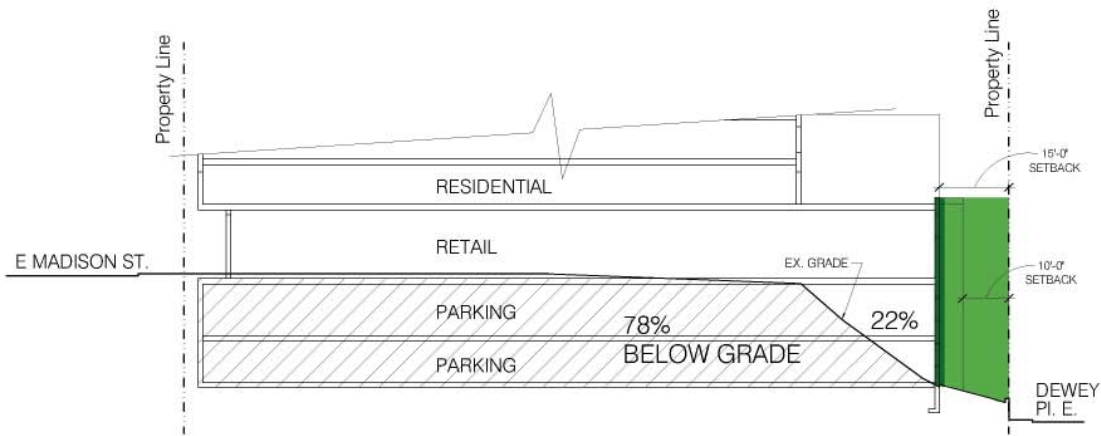 Property Line
Property Line
15'-0"
SETBACK
RESIDENTIAL
RETAIL
E MADISON ST.
EX. GRADE
10'-0"
SETBACK
PARKING
78%
22%
BELOW GRADE
PARKING
DEWEY
Pl. E.